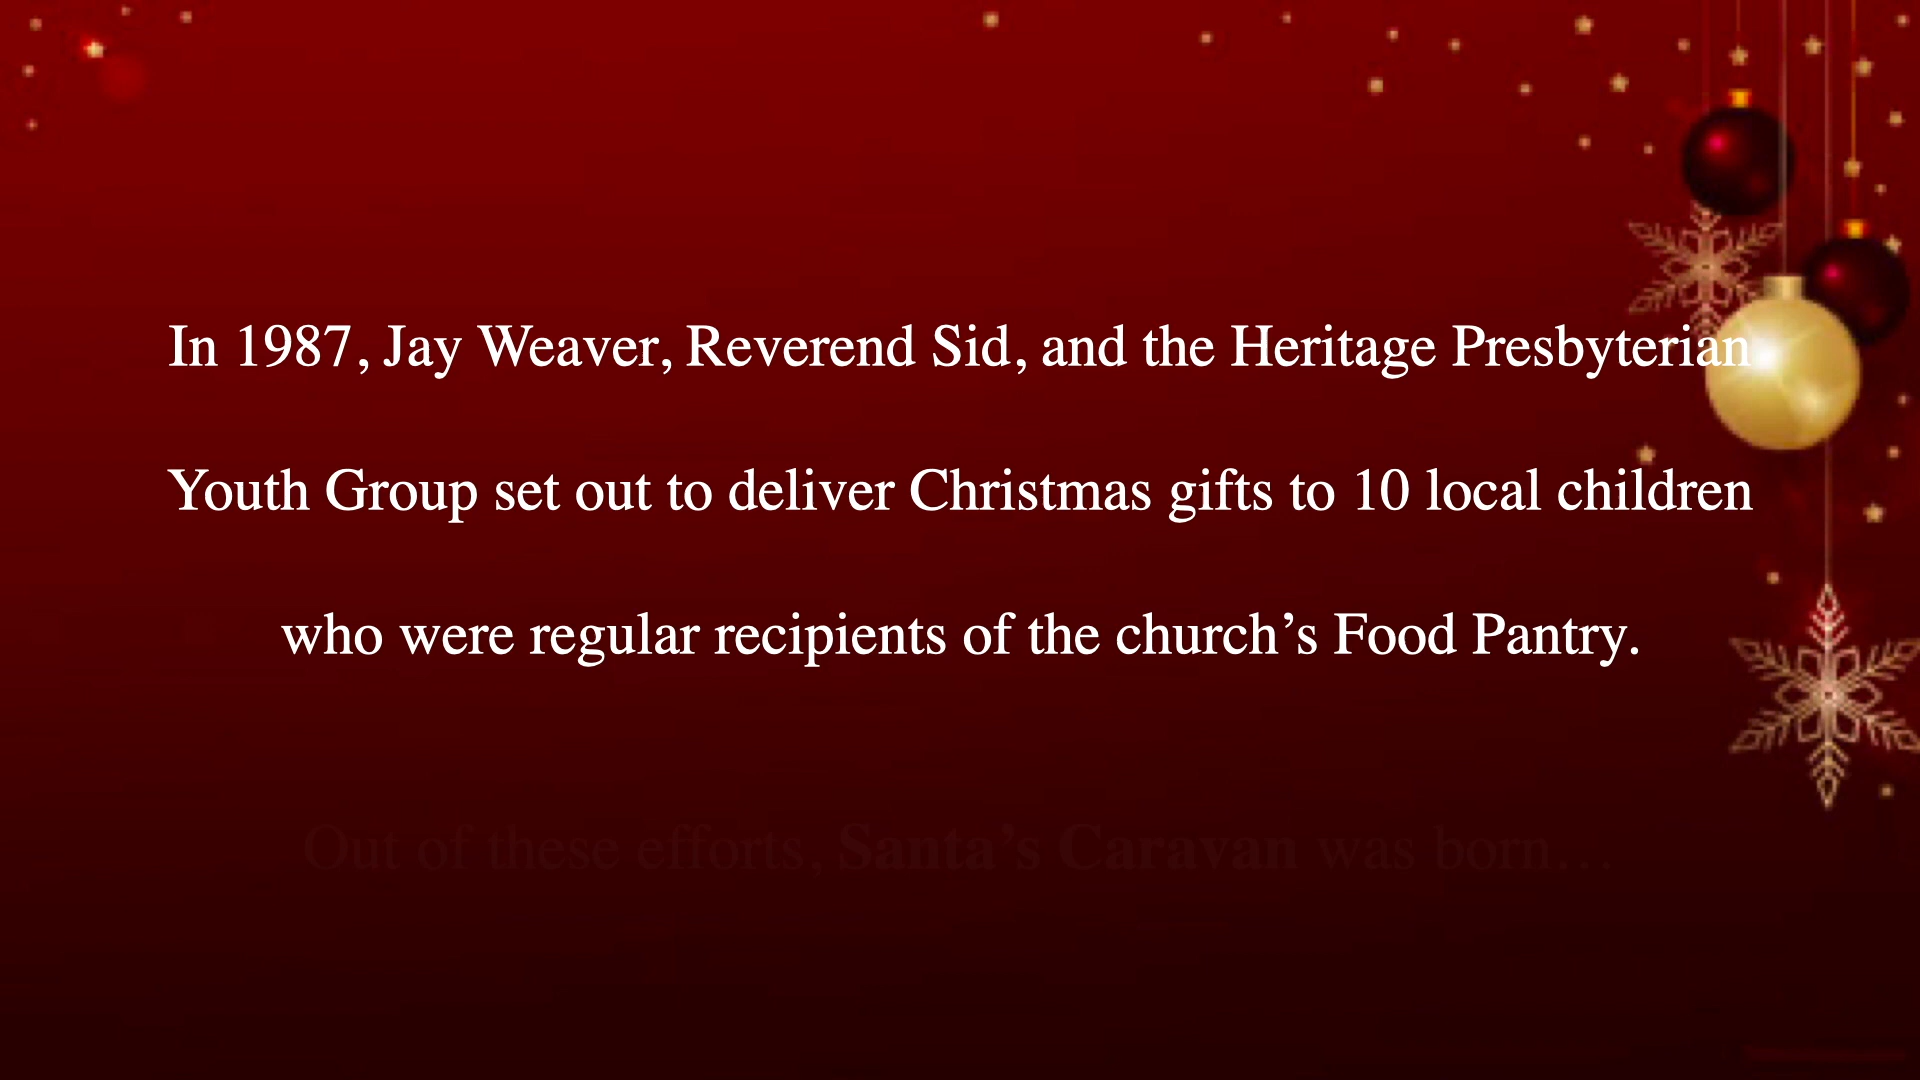 In 1987, Jay Weaver, Reverend Sid, and the Heritage Presbyterian
Youth Group set out to deliver Christmas gifts to 10 local children
who were regular recipients of the church’s Food Pantry.
Out of these efforts, Santa’s Caravan was born…